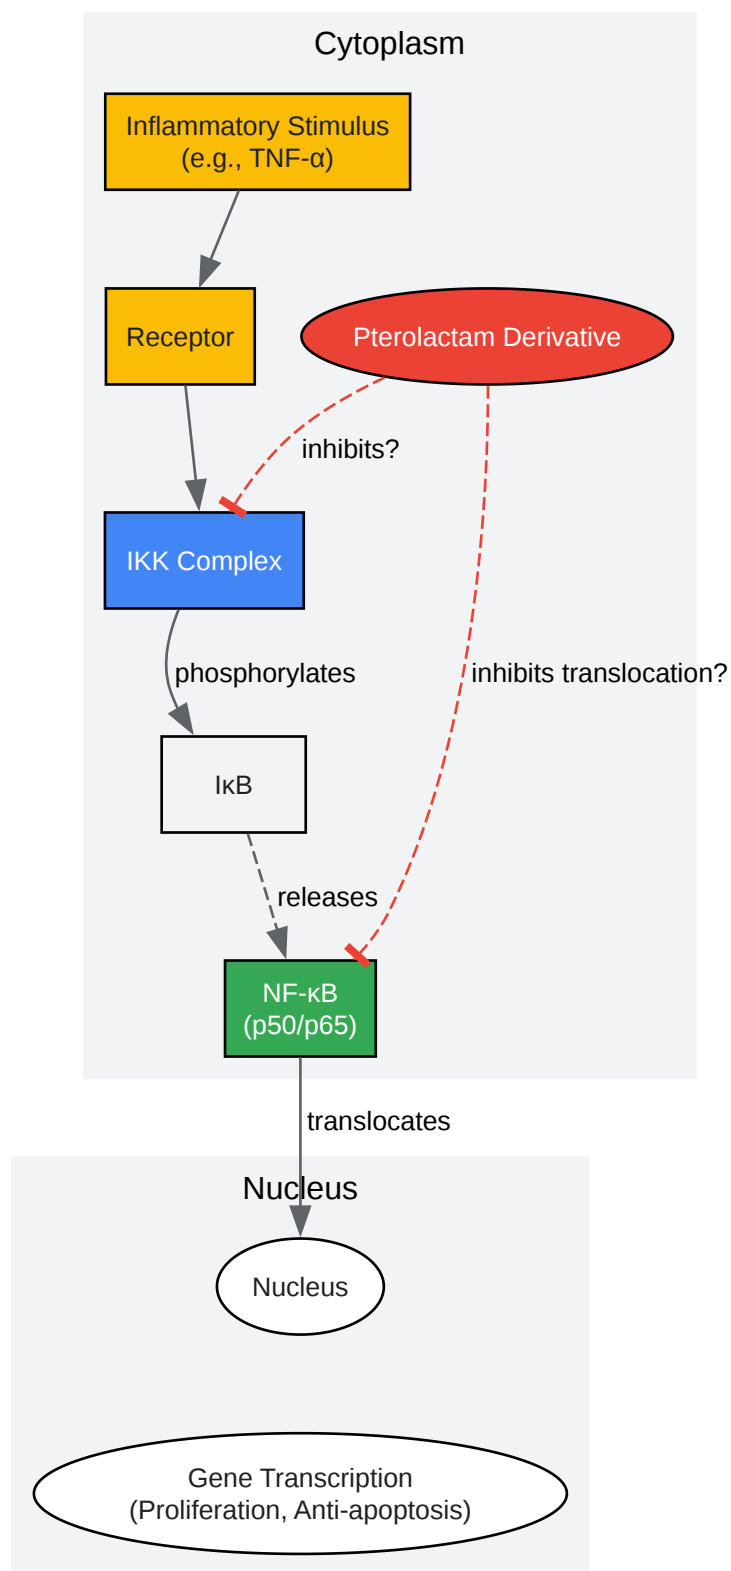 Cytoplasm
Inflammatory Stimulus
(e.g., TNF-α)
Receptor
Pterolactam Derivative
inhibits?
IKK Complex
phosphorylates
inhibits translocation?
IκB
releases
NF-κB
(p50/p65)
translocates
Nucleus
Nucleus
Gene Transcription
(Proliferation, Anti-apoptosis)